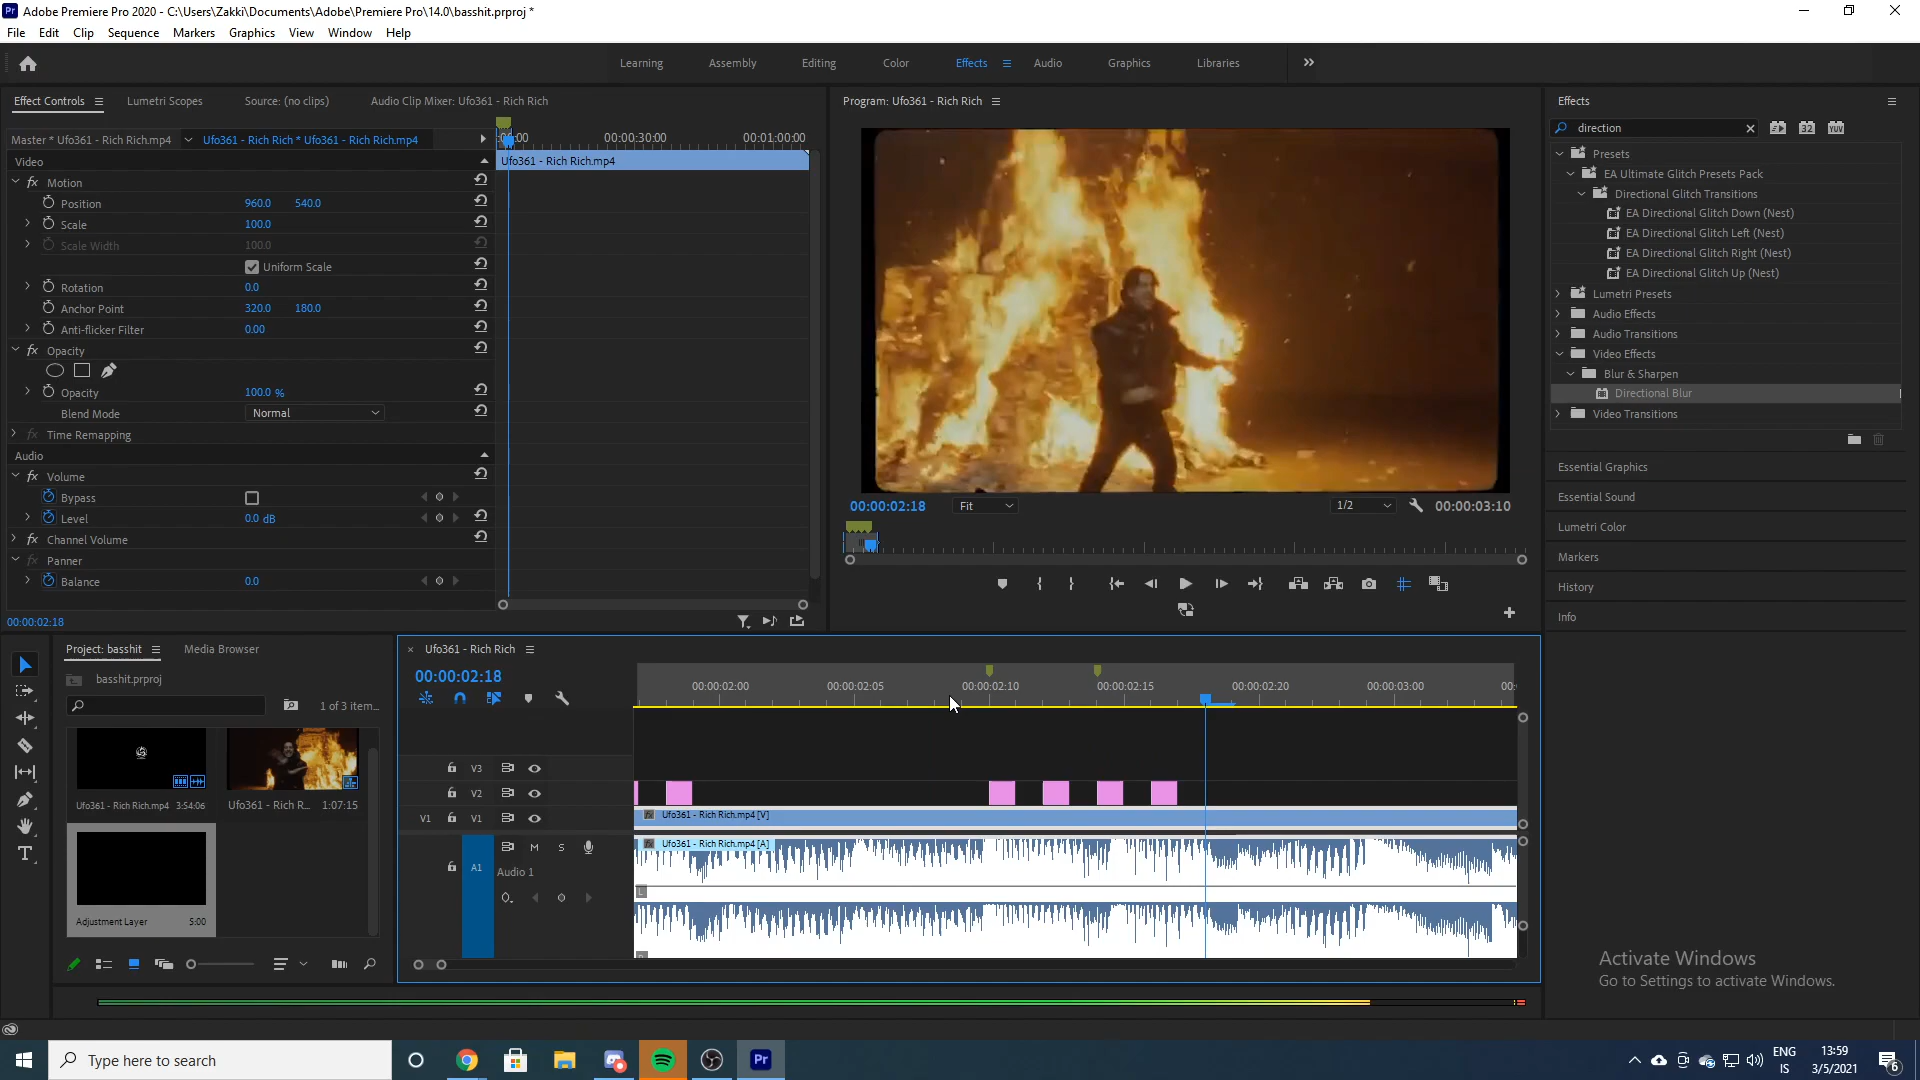 Adobe Premiere Pro 2020 - C:\Users\Zakki\Documents\Adobe\Premiere Pro\14.0\basshit.prproj *
File Edit Clip Sequence Markers Graphics View Window Help
Learning Assembly Editing Color Effects Audio Graphics Libraries
Effect Controls Lumetri Scopes Source: (no clips) Audio Clip Mixer: Ufo361 - Rich Rich
Master * Ufo361 - Rich Rich.mp4 Ufo361 - Rich Rich * Ufo361 - Rich Rich.mp4
:00:00 00:00:30:00 00:01:00:00
Video
Ufo361 - Rich Rich.mp4
fx Motion
Position 960.0 540.0
Scale 100.0
Scale Width 100.0
Uniform Scale
Rotation 0.0
Anchor Point 320.0 180.0
Anti-flicker Filter 0.00
fx Opacity
Opacity 100.0 %
Blend Mode Normal
fx Time Remapping
Audio
fx Volume
Bypass
Level 0.0 dB
fx Channel Volume
fx Panner
Balance 0.0
00:00:02:18
Program: Ufo361 - Rich Rich
00:00:02:18 Fit 1/2 00:00:03:10
Effects
direction
32 YUV
Presets
EA Ultimate Glitch Presets Pack
Directional Glitch Transitions
EA Directional Glitch Down (Nest)
EA Directional Glitch Left (Nest)
EA Directional Glitch Right (Nest)
EA Directional Glitch Up (Nest)
Lumetri Presets
Audio Effects
Audio Transitions
Video Effects
Blur & Sharpen
Directional Blur
Video Transitions
Essential Graphics
Essential Sound
Lumetri Color
Markers
History
Info
Project: basshit Media Browser
basshit.prproj
1 of 3 item...
Ufo361 - Rich Rich.mp4 3:54:06
Ufo361 - Rich R... 1:07:15
Adjustment Layer 5:00
Ufo361 - Rich Rich
00:00:02:18
00:00:02:00 00:00:02:05 00:00:02:10 00:00:02:15 00:00:02:20 00:00:03:00 00:
V3
V2
V1 V1
fx Ufo361 - Rich Rich.mp4 [V]
A1 M S
Audio 1
fx Ufo361 - Rich Rich.mp4 [A]
L
Activate Windows
Go to Settings to activate Windows.
Type here to search
Pr
ENG
IS
13:59
3/5/2021
6